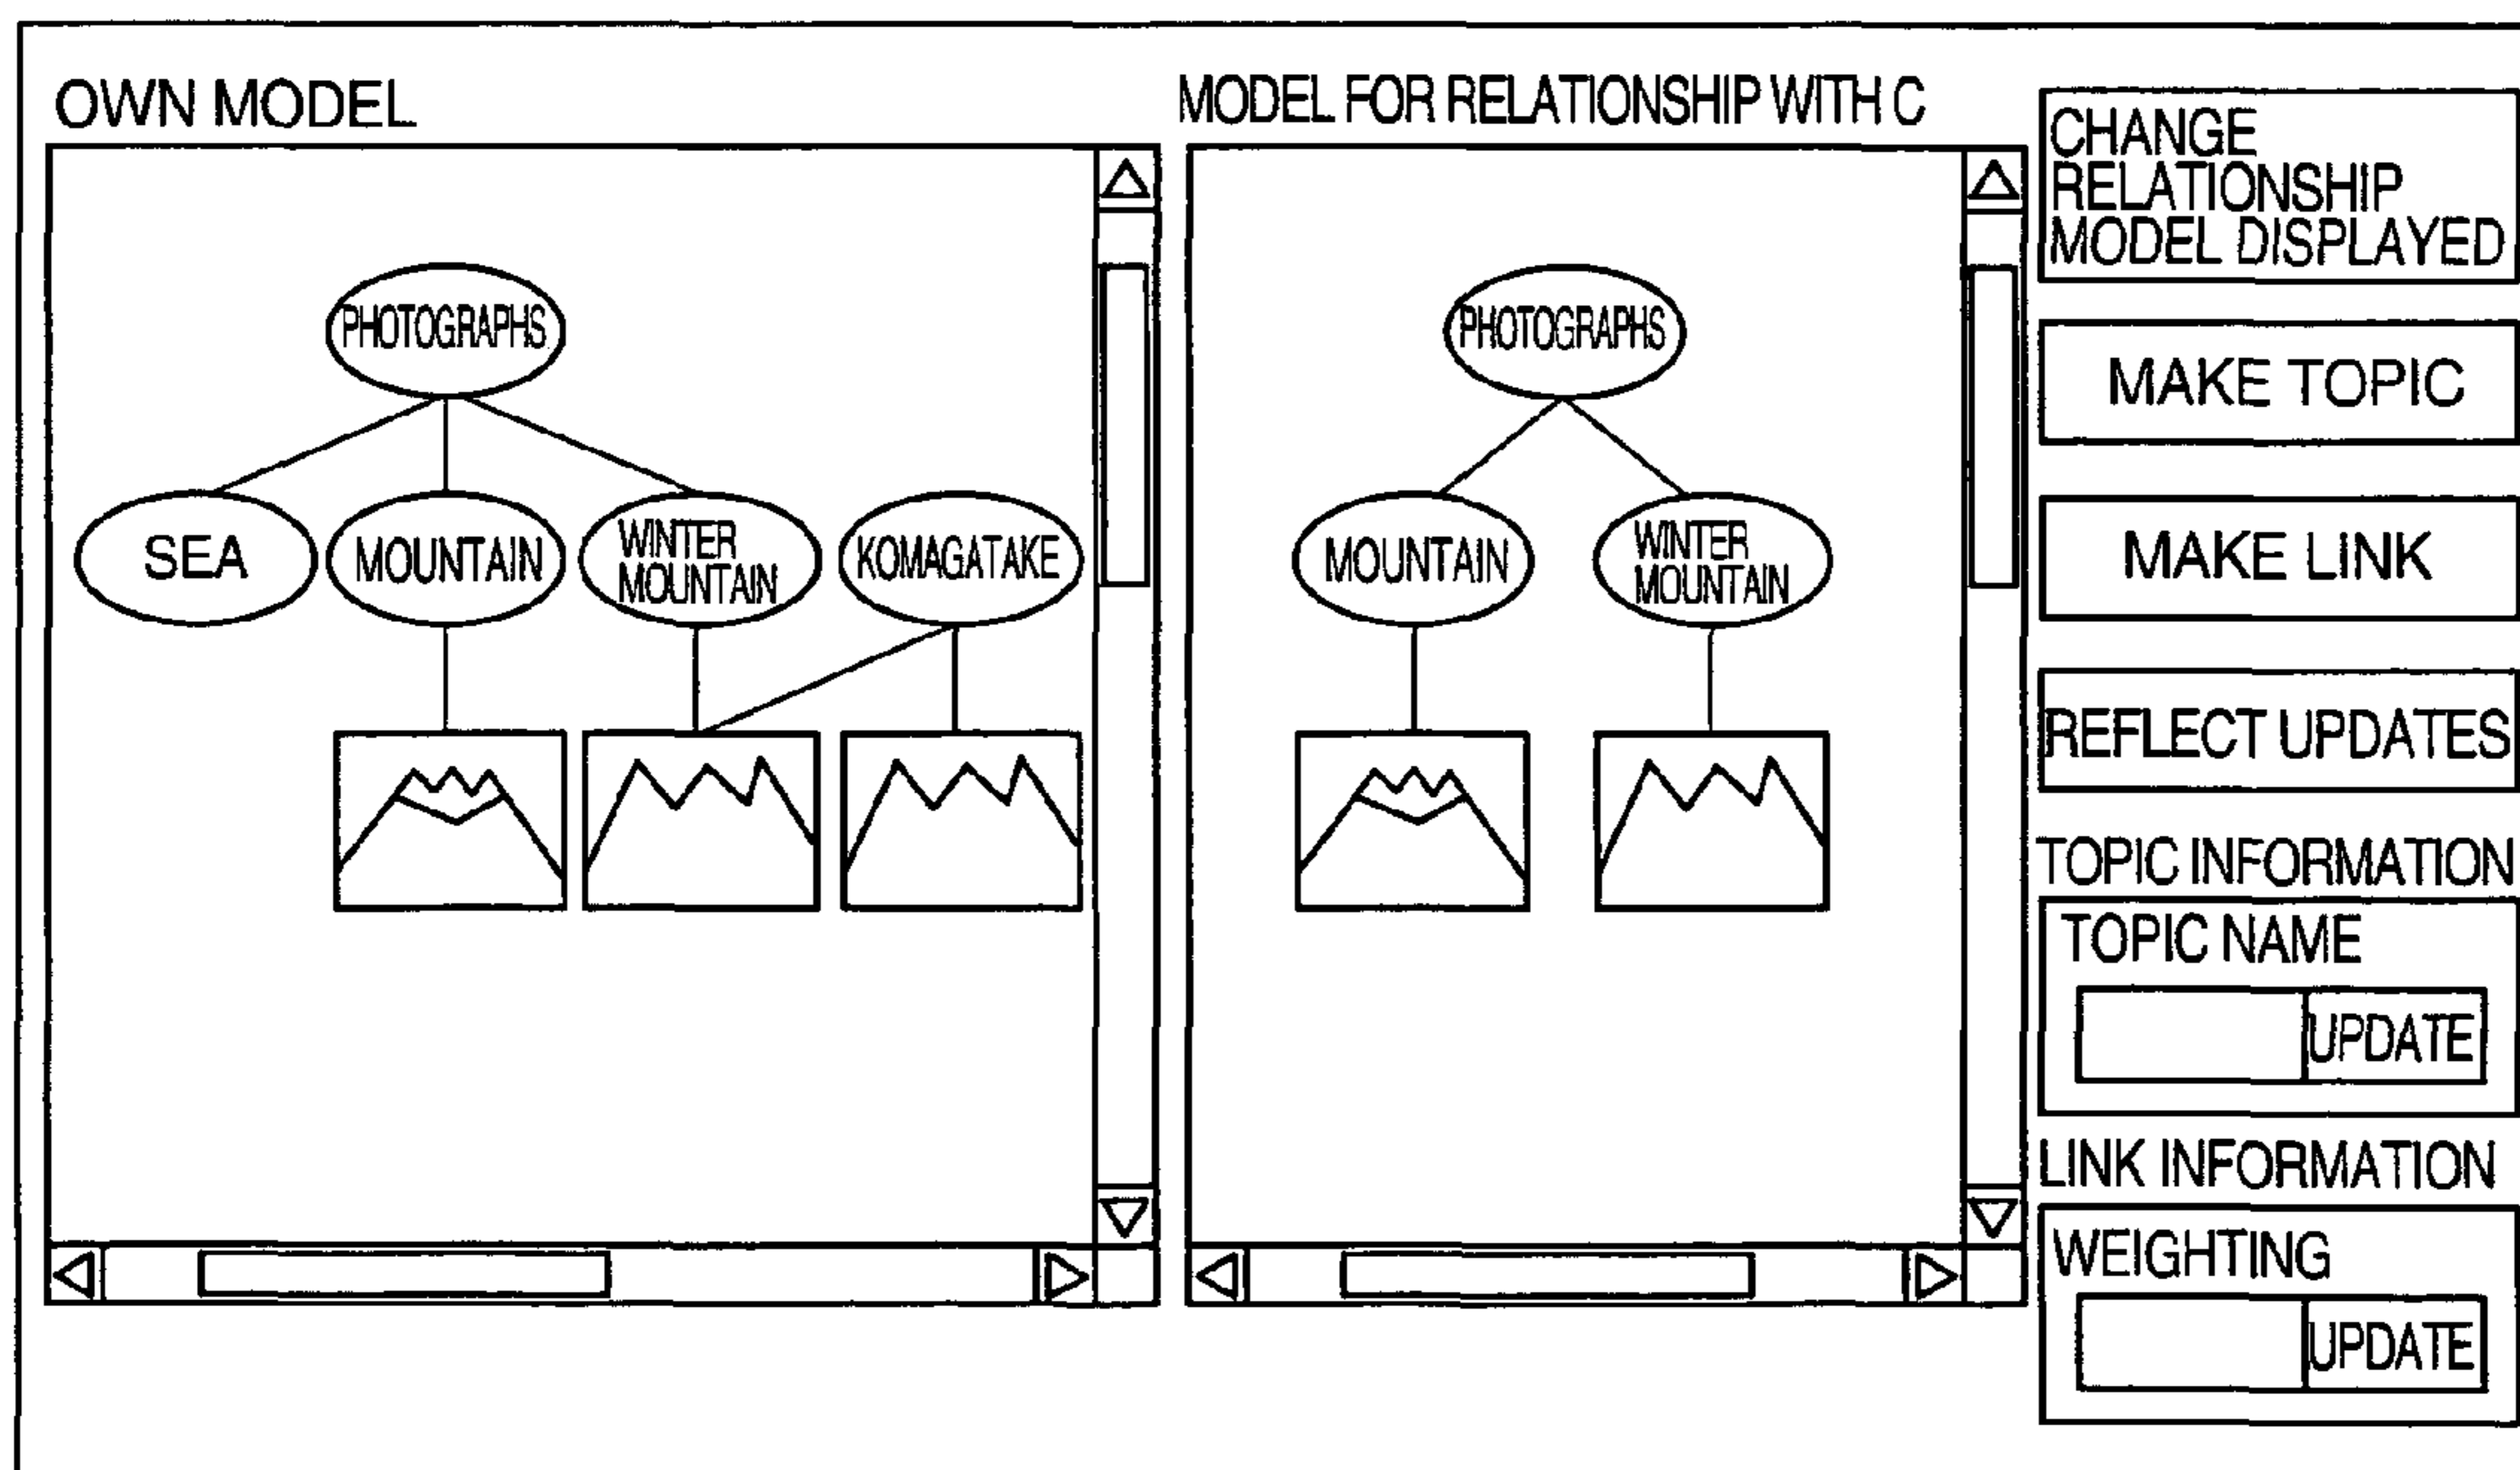 OWN MODEL
PHOTOGRAPHS
SEA
MOUNTAIN
WINTER
MOUNTAIN
KOMAGATAKE
MODEL FOR RELATIONSHIP WITH C
PHOTOGRAPHS
MOUNTAIN
WINTER
MOUNTAIN
CHANGE
RELATIONSHIP
MODEL DISPLAYED
MAKE TOPIC
MAKE LINK
REFLECT UPDATES
TOPIC INFORMATION
TOPIC NAME
UPDATE
LINK INFORMATION
WEIGHTING
UPDATE